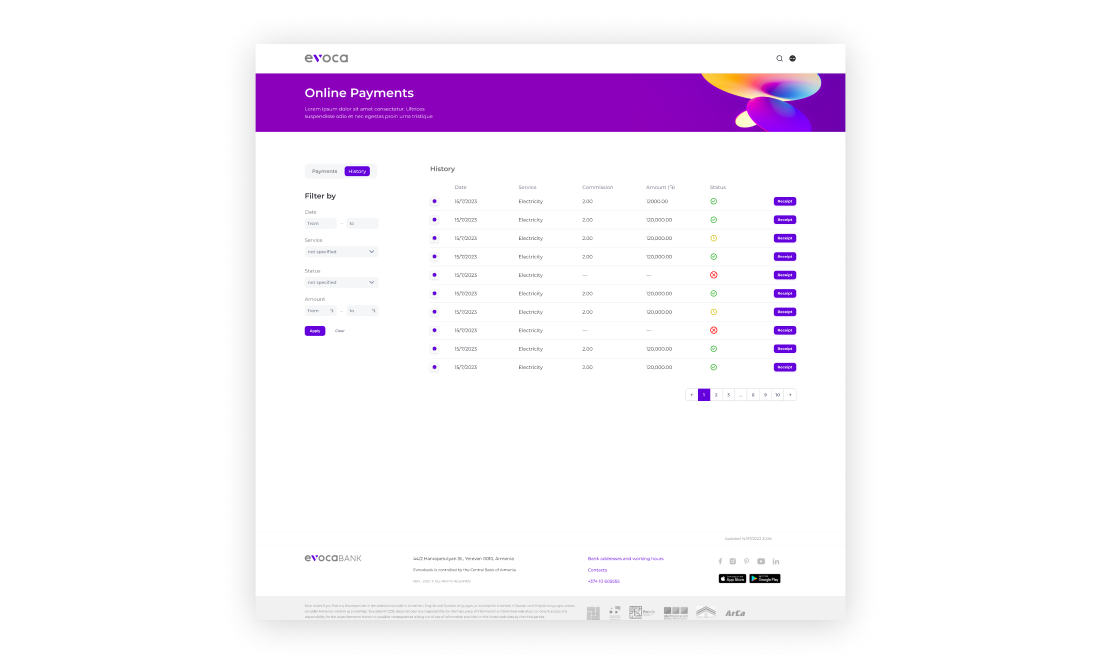 evoca
Online Payments
Lorem ipsum dolor sit amet consectetur. Ultrices
suspendisse odio et nec egestas proin urna tristique
Payments History
Filter by
Date
from – to
Service
not specified
Status
not specified
Amount
from – to
Apply Clear
History
Date Service Commission Amount (֏) Status
15/7/2023 Electricity 2.00 12000.00 Receipt
15/7/2023 Electricity 2.00 120,000.00 Receipt
15/7/2023 Electricity 2.00 120,000.00 Receipt
15/7/2023 Electricity 2.00 120,000.00 Receipt
15/7/2023 Electricity — — Receipt
15/7/2023 Electricity 2.00 120,000.00 Receipt
15/7/2023 Electricity 2.00 120,000.00 Receipt
15/7/2023 Electricity — — Receipt
15/7/2023 Electricity 2.00 120,000.00 Receipt
15/7/2023 Electricity 2.00 120,000.00 Receipt
1 2 3 ... 8 9 10
evocaBANK
44/2 Hanrapetutyan St., Yerevan 0010, Armenia
Evocabank is controlled by the Central Bank of Armenia
Bank addresses and working hours
Contacts
+374 10 605555
App Store
Google Play
ArCa